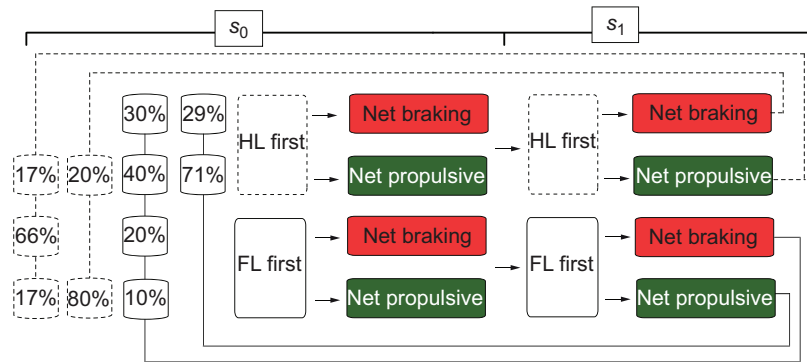 s0 s1
30% 29% Net braking Net braking
HL first HL first
17% 20% 40% 71% Net propulsive Net propulsive
66% 20% Net braking Net braking
FL first FL first
17% 80% 10% Net propulsive Net propulsive